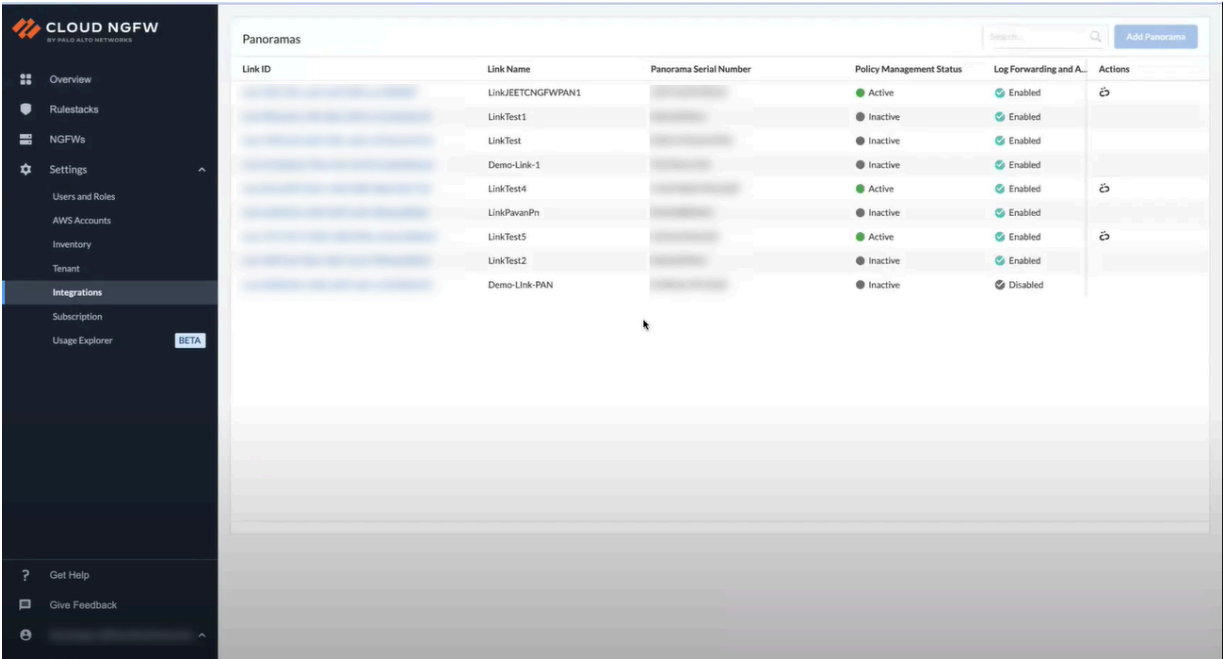 CLOUD NGFW
BY PALO ALTO NETWORKS
Overview
Rulestacks
NGFWs
Settings
Users and Roles
AWS Accounts
Inventory
Tenant
Integrations
Subscription
Usage Explorer BETA
Get Help
Give Feedback
Panoramas Search... Add Panorama
Link ID Link Name Panorama Serial Number Policy Management Status Log Forwarding and A... Actions
LinkJEETCNGFWPAN1 Active Enabled
LinkTest1 Inactive Enabled
LinkTest Inactive Enabled
Demo-Link-1 Inactive Enabled
LinkTest4 Active Enabled
LinkPavanPn Inactive Enabled
LinkTest5 Active Enabled
LinkTest2 Inactive Enabled
Demo-LInk-PAN Inactive Disabled